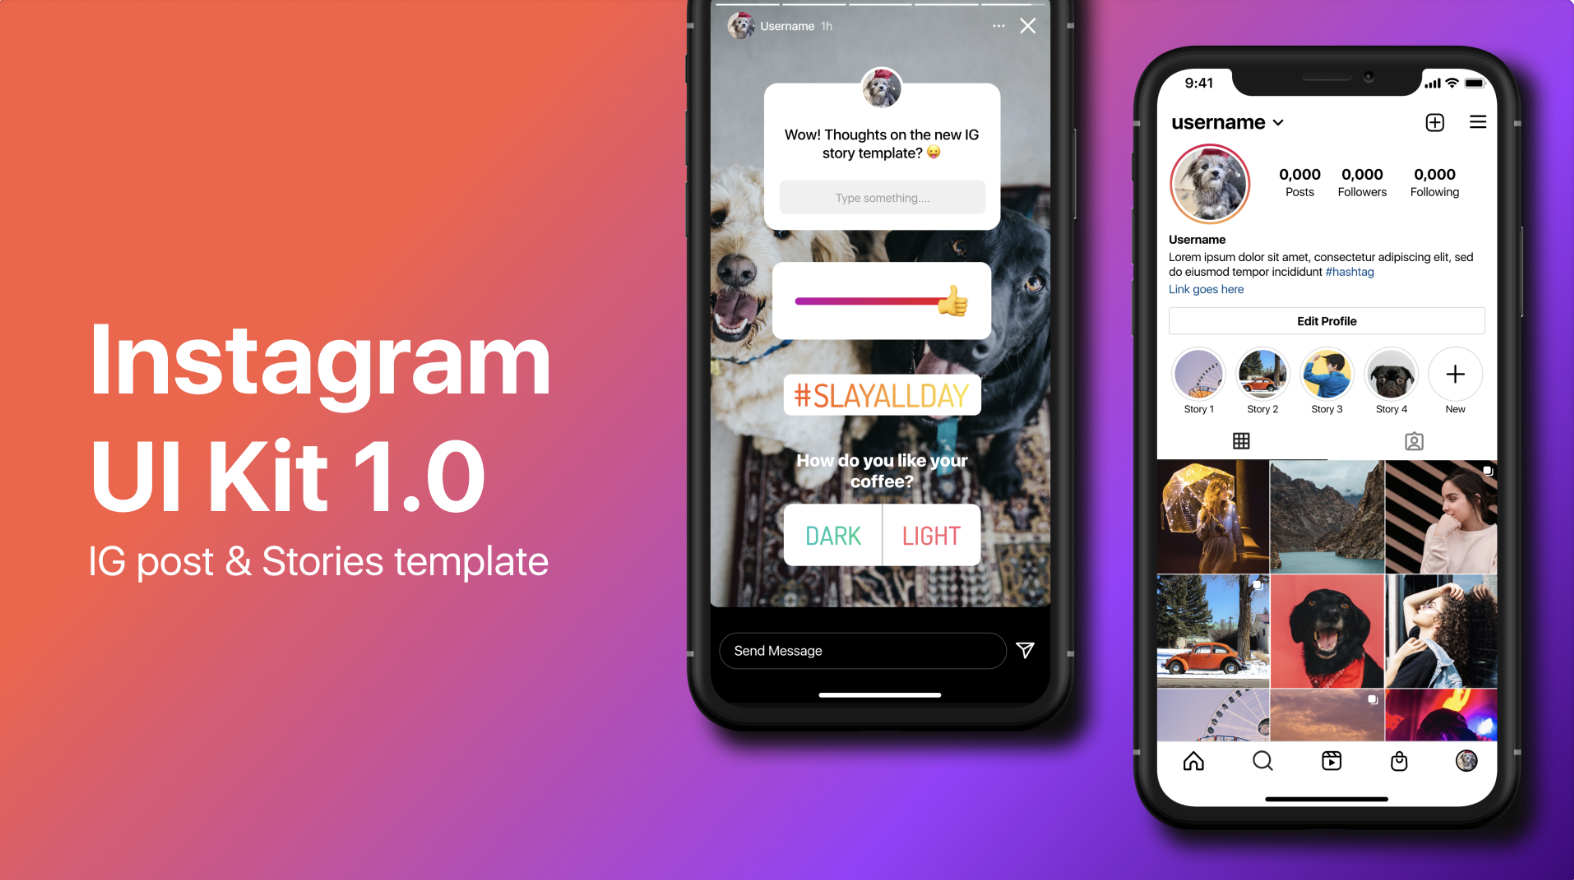 Instagram
UI Kit 1.0
IG post & Stories template
Username 1h
Wow! Thoughts on the new IG
story template? 😛
Type something....
#SLAYALLDAY
How do you like your
coffee?
DARK LIGHT
Send Message
9:41
username
0,000 0,000 0,000
Posts Followers Following
Username
Lorem ipsum dolor sit amet, consectetur adipiscing elit, sed
do eiusmod tempor incididunt #hashtag
Link goes here
Edit Profile
Story 1 Story 2 Story 3 Story 4 New